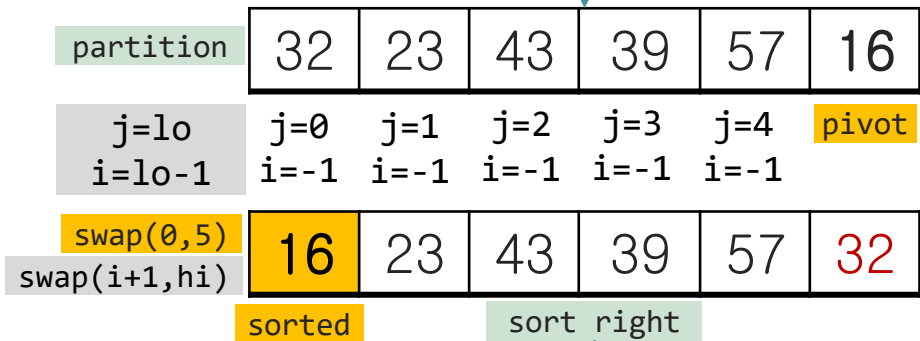 partition 32 23 43 39 57 16
j=lo j=0 j=1 j=2 j=3 j=4 pivot
i=lo-1 i=-1 i=-1 i=-1 i=-1 i=-1
swap(0,5) 16 23 43 39 57 32
swap(i+1,hi)
sorted sort right